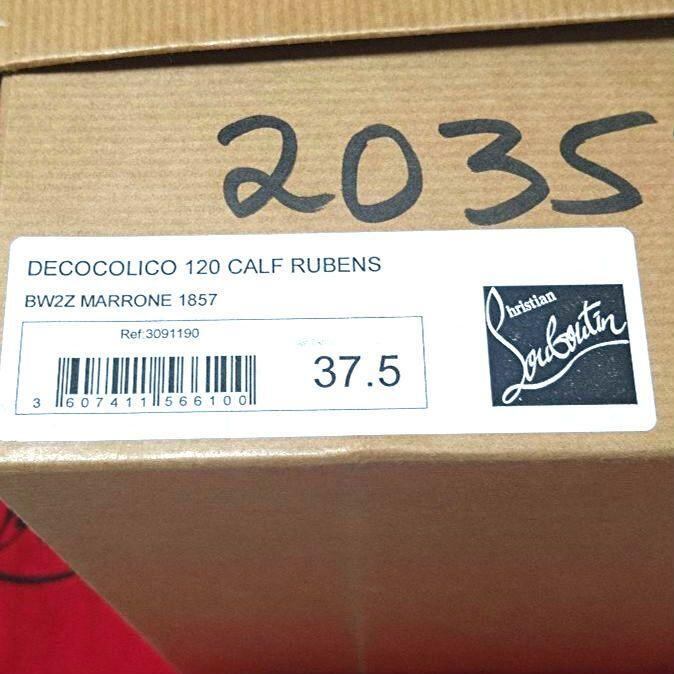 2035
DECOCOLICO 120 CALF RUBENS
BW2Z MARRONE 1857
Ref:3091190
3 607411 566100
37.5
Christian
Louboutin